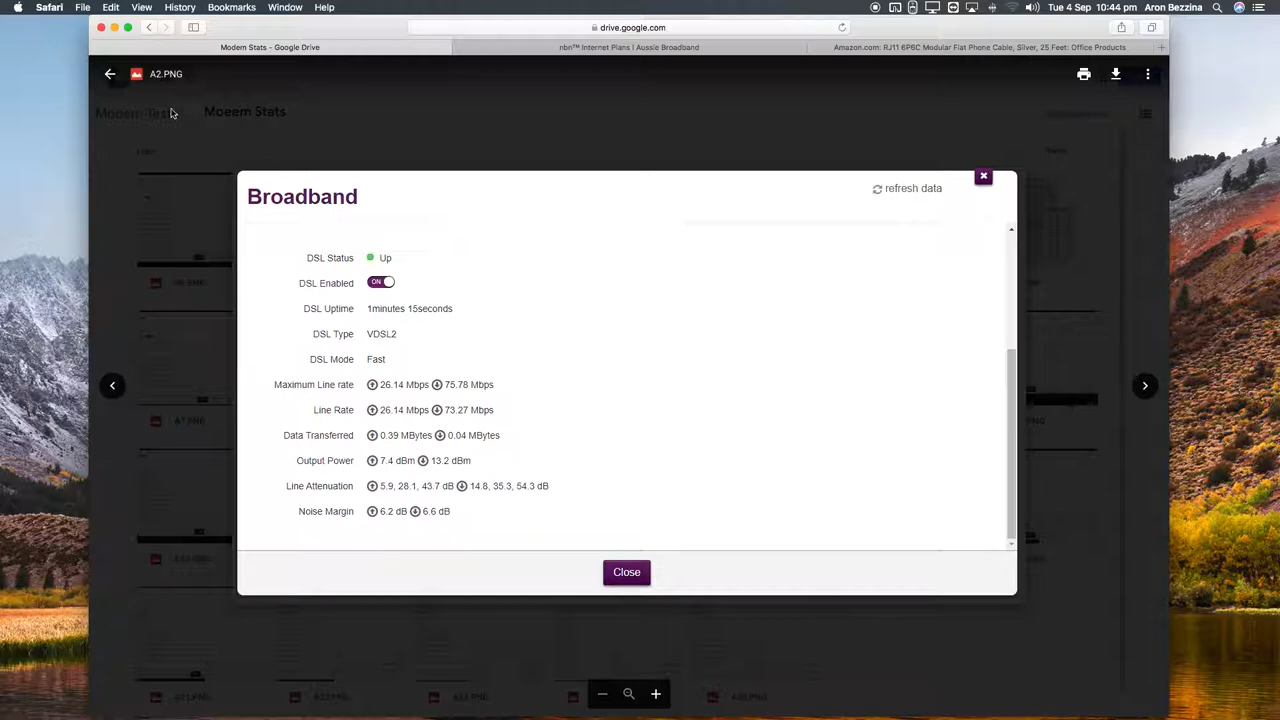 Safari File Edit View History Bookmarks Window Help Tue 4 Sep 10:44 pm Aron Bezzina
drive.google.com
Modem Stats - Google Drive nbn™ Internet Plans | Aussie Broadband Amazon.com: RJ11 6P6C Modular Flat Phone Cable, Silver, 25 Feet: Office Products
A2.PNG
Broadband
refresh data
DSL Status Up
DSL Enabled ON
DSL Uptime 1minutes 15seconds
DSL Type VDSL2
DSL Mode Fast
Maximum Line rate 26.14 Mbps 75.78 Mbps
Line Rate 26.14 Mbps 73.27 Mbps
Data Transferred 0.39 MBytes 0.04 MBytes
Output Power 7.4 dBm 13.2 dBm
Line Attenuation 5.9, 28.1, 43.7 dB 14.8, 35.3, 54.3 dB
Noise Margin 6.2 dB 6.6 dB
Close